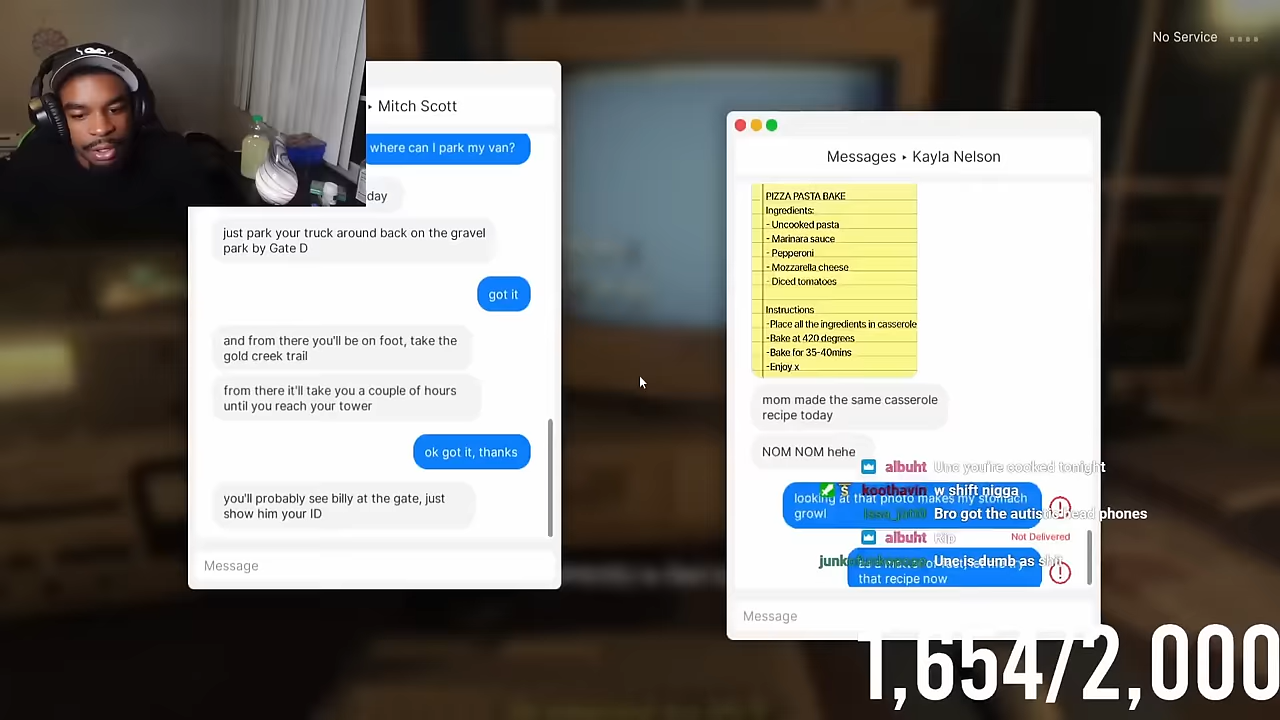 No Service
Mitch Scott
where can I park my van?
day
just park your truck around back on the gravel
park by Gate D
got it
and from there you'll be on foot, take the
gold creek trail
from there it'll take you a couple of hours
until you reach your tower
ok got it, thanks
you'll probably see billy at the gate, just
show him your ID
Message
Messages ▸ Kayla Nelson
PIZZA PASTA BAKE
Ingredients:
- Uncooked pasta
- Marinara sauce
- Pepperoni
- Mozzarella cheese
- Diced tomatoes
Instructions
-Place all the ingredients in casserole
-Bake at 420 degrees
-Bake for 35-40mins
-Enjoy x
mom made the same casserole
recipe today
NOM NOM hehe
looking at that photo makes my stomach
growl
Not Delivered
that recipe now
Message
albuht Unc you're cooked tonight
koothavin w shift nigga
Bro got the autistic head phones
albuht Rip
Unc is dumb as shit
1,654/2,000